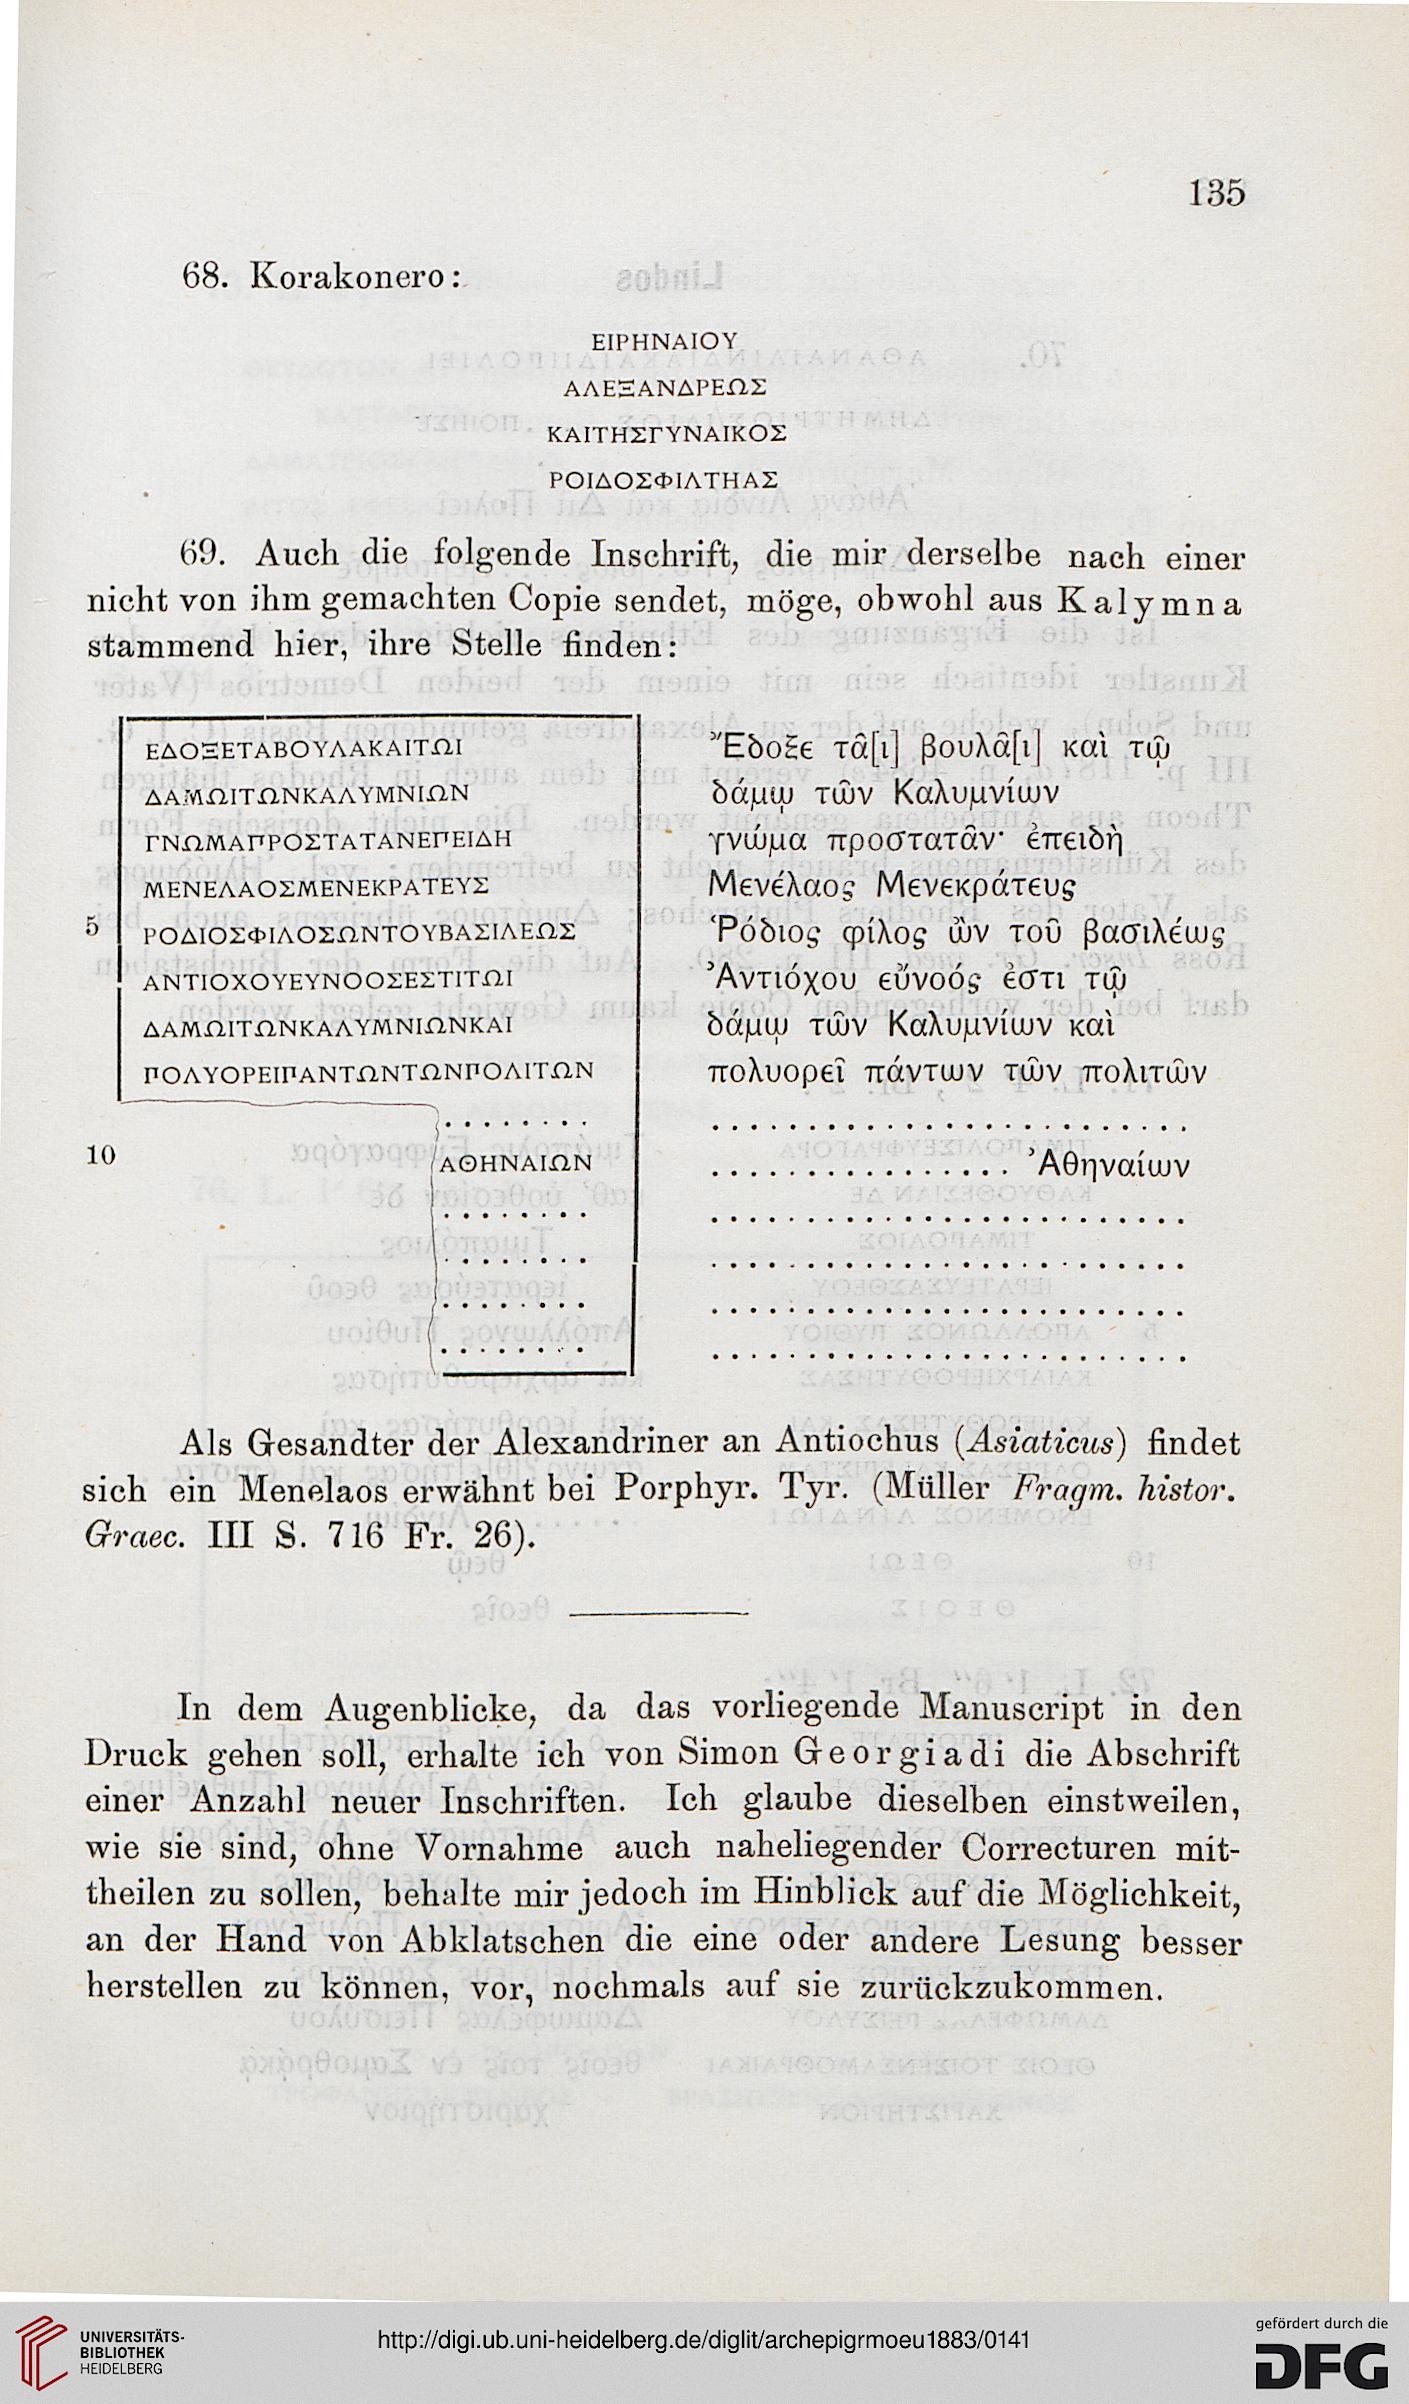 135
68. Korakonero:
ΕΙΡΗΝΑΙΟΥ
ΑΛΕΞΑΝΔΡΕΩΣ
ΚΑΙΤΗΣΓΥΝΑΙΚΟΣ
ΡΟΙΔΟΣΦΙΛΤΗΑΣ
69. Auch die folgende Inschrift, die mir derselbe nach einer
nicht von ihm gemachten Copie sendet, möge, obwohl aus Kalymna
stammend hier, ihre Stelle finden:
ΕΔΟΞΕΤΑΒΟΥΛΑΚΑΙΤΩΙ Ἔδοξε τᾶ[ι] βουλᾶ[ι] καὶ τῷ
ΔΑΜΩΙΤΩΝΚΑΛΥΜΝΙΩΝ δάμῳ τῶν Καλυμνίων
ΓΝΩΜΑΠΡΟΣΤΑΤΑΝΕΠΕΙΔΗ γνώμα προστατᾶν· ἐπειδὴ
ΜΕΝΕΛΑΟΣΜΕΝΕΚΡΑΤΕΥΣ Μενέλαος Μενεκράτευς
5 ΡΟΔΙΟΣΦΙΛΟΣΩΝΤΟΥΒΑΣΙΛΕΩΣ Ῥόδιος φίλος ὢν τοῦ βασιλέως
ΑΝΤΙΟΧΟΥΕΥΝΟΟΣΕΣΤΙΤΩΙ Ἀντιόχου εὔνοός ἐστι τῷ
ΔΑΜΩΙΤΩΝΚΑΛΥΜΝΙΩΝΚΑΙ δάμῳ τῶν Καλυμνίων καὶ
ΠΟΛΥΟΡΕΙΠΑΝΤΩΝΤΩΝΠΟΛΙΤΩΝ πολυορεῖ πάντων τῶν πολιτῶν
. . . . . . . . . . . . . . . . . . . . . . . . . . . . . . . . .
10 ΑΘΗΝΑΙΩΝ . . . . . . . . . . . . . . . . Ἀθηναίων
. . . . . . . . . . . . . . . . . . . . . . . . . . . . . . . . .
. . . . . . . . . . . . . . . . . . . . . . . . . . . . . . . . .
. . . . . . . . . . . . . . . . . . . . . . . . . . . . . . . . .
. . . . . . . . . . . . . . . . . . . . . . . . . . . . . . . . .
Als Gesandter der Alexandriner an Antiochus (Asiaticus) findet
sich ein Menelaos erwähnt bei Porphyr. Tyr. (Müller Fragm. histor.
Graec. III S. 716 Fr. 26).
In dem Augenblicke, da das vorliegende Manuscript in den
Druck gehen soll, erhalte ich von Simon Georgiadi die Abschrift
einer Anzahl neuer Inschriften. Ich glaube dieselben einstweilen,
wie sie sind, ohne Vornahme auch naheliegender Correcturen mit-
theilen zu sollen, behalte mir jedoch im Hinblick auf die Möglichkeit,
an der Hand von Abklatschen die eine oder andere Lesung besser
herstellen zu können, vor, nochmals auf sie zurückzukommen.
UNIVERSITÄTS-
BIBLIOTHEK
HEIDELBERG
http://digi.ub.uni-heidelberg.de/diglit/archepigrmoeu1883/0141
gefördert durch die
DFG